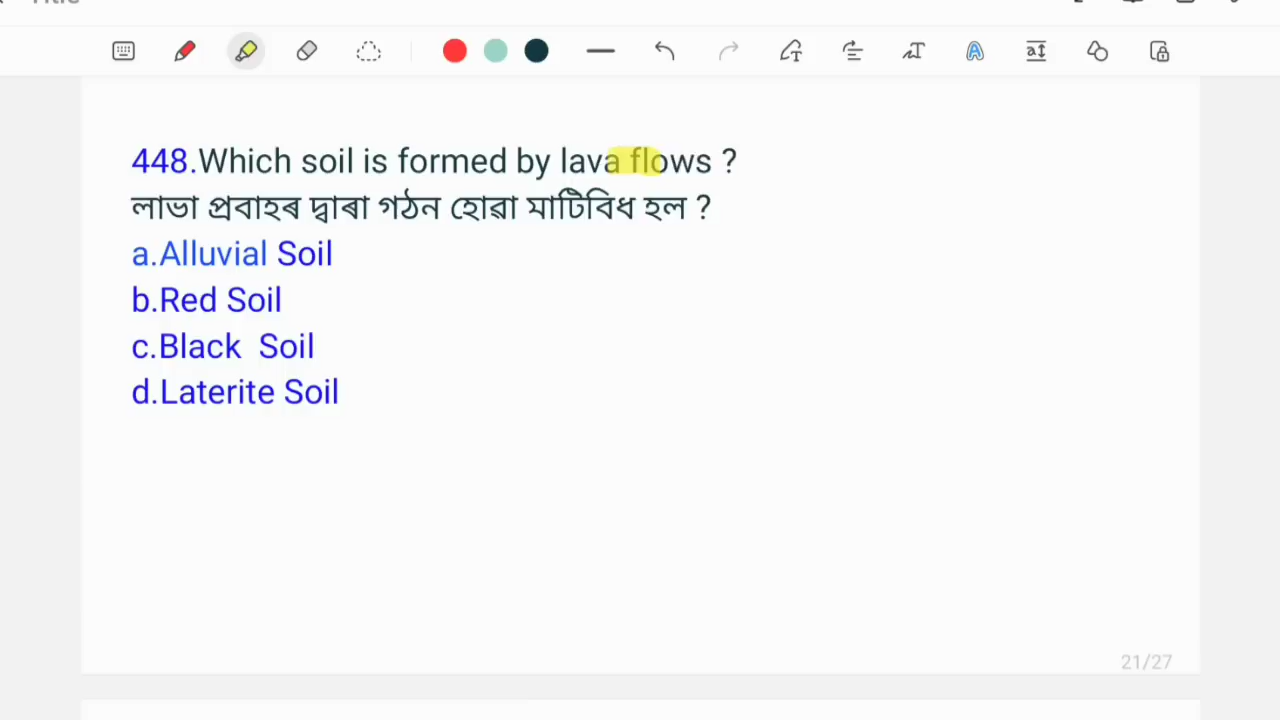 448.Which soil is formed by lava flows ?
লাভা প্ৰবাহৰ দ্বাৰা গঠন হোৱা মাটিবিধ হল ?
a.Alluvial Soil
b.Red Soil
c.Black Soil
d.Laterite Soil
21/27